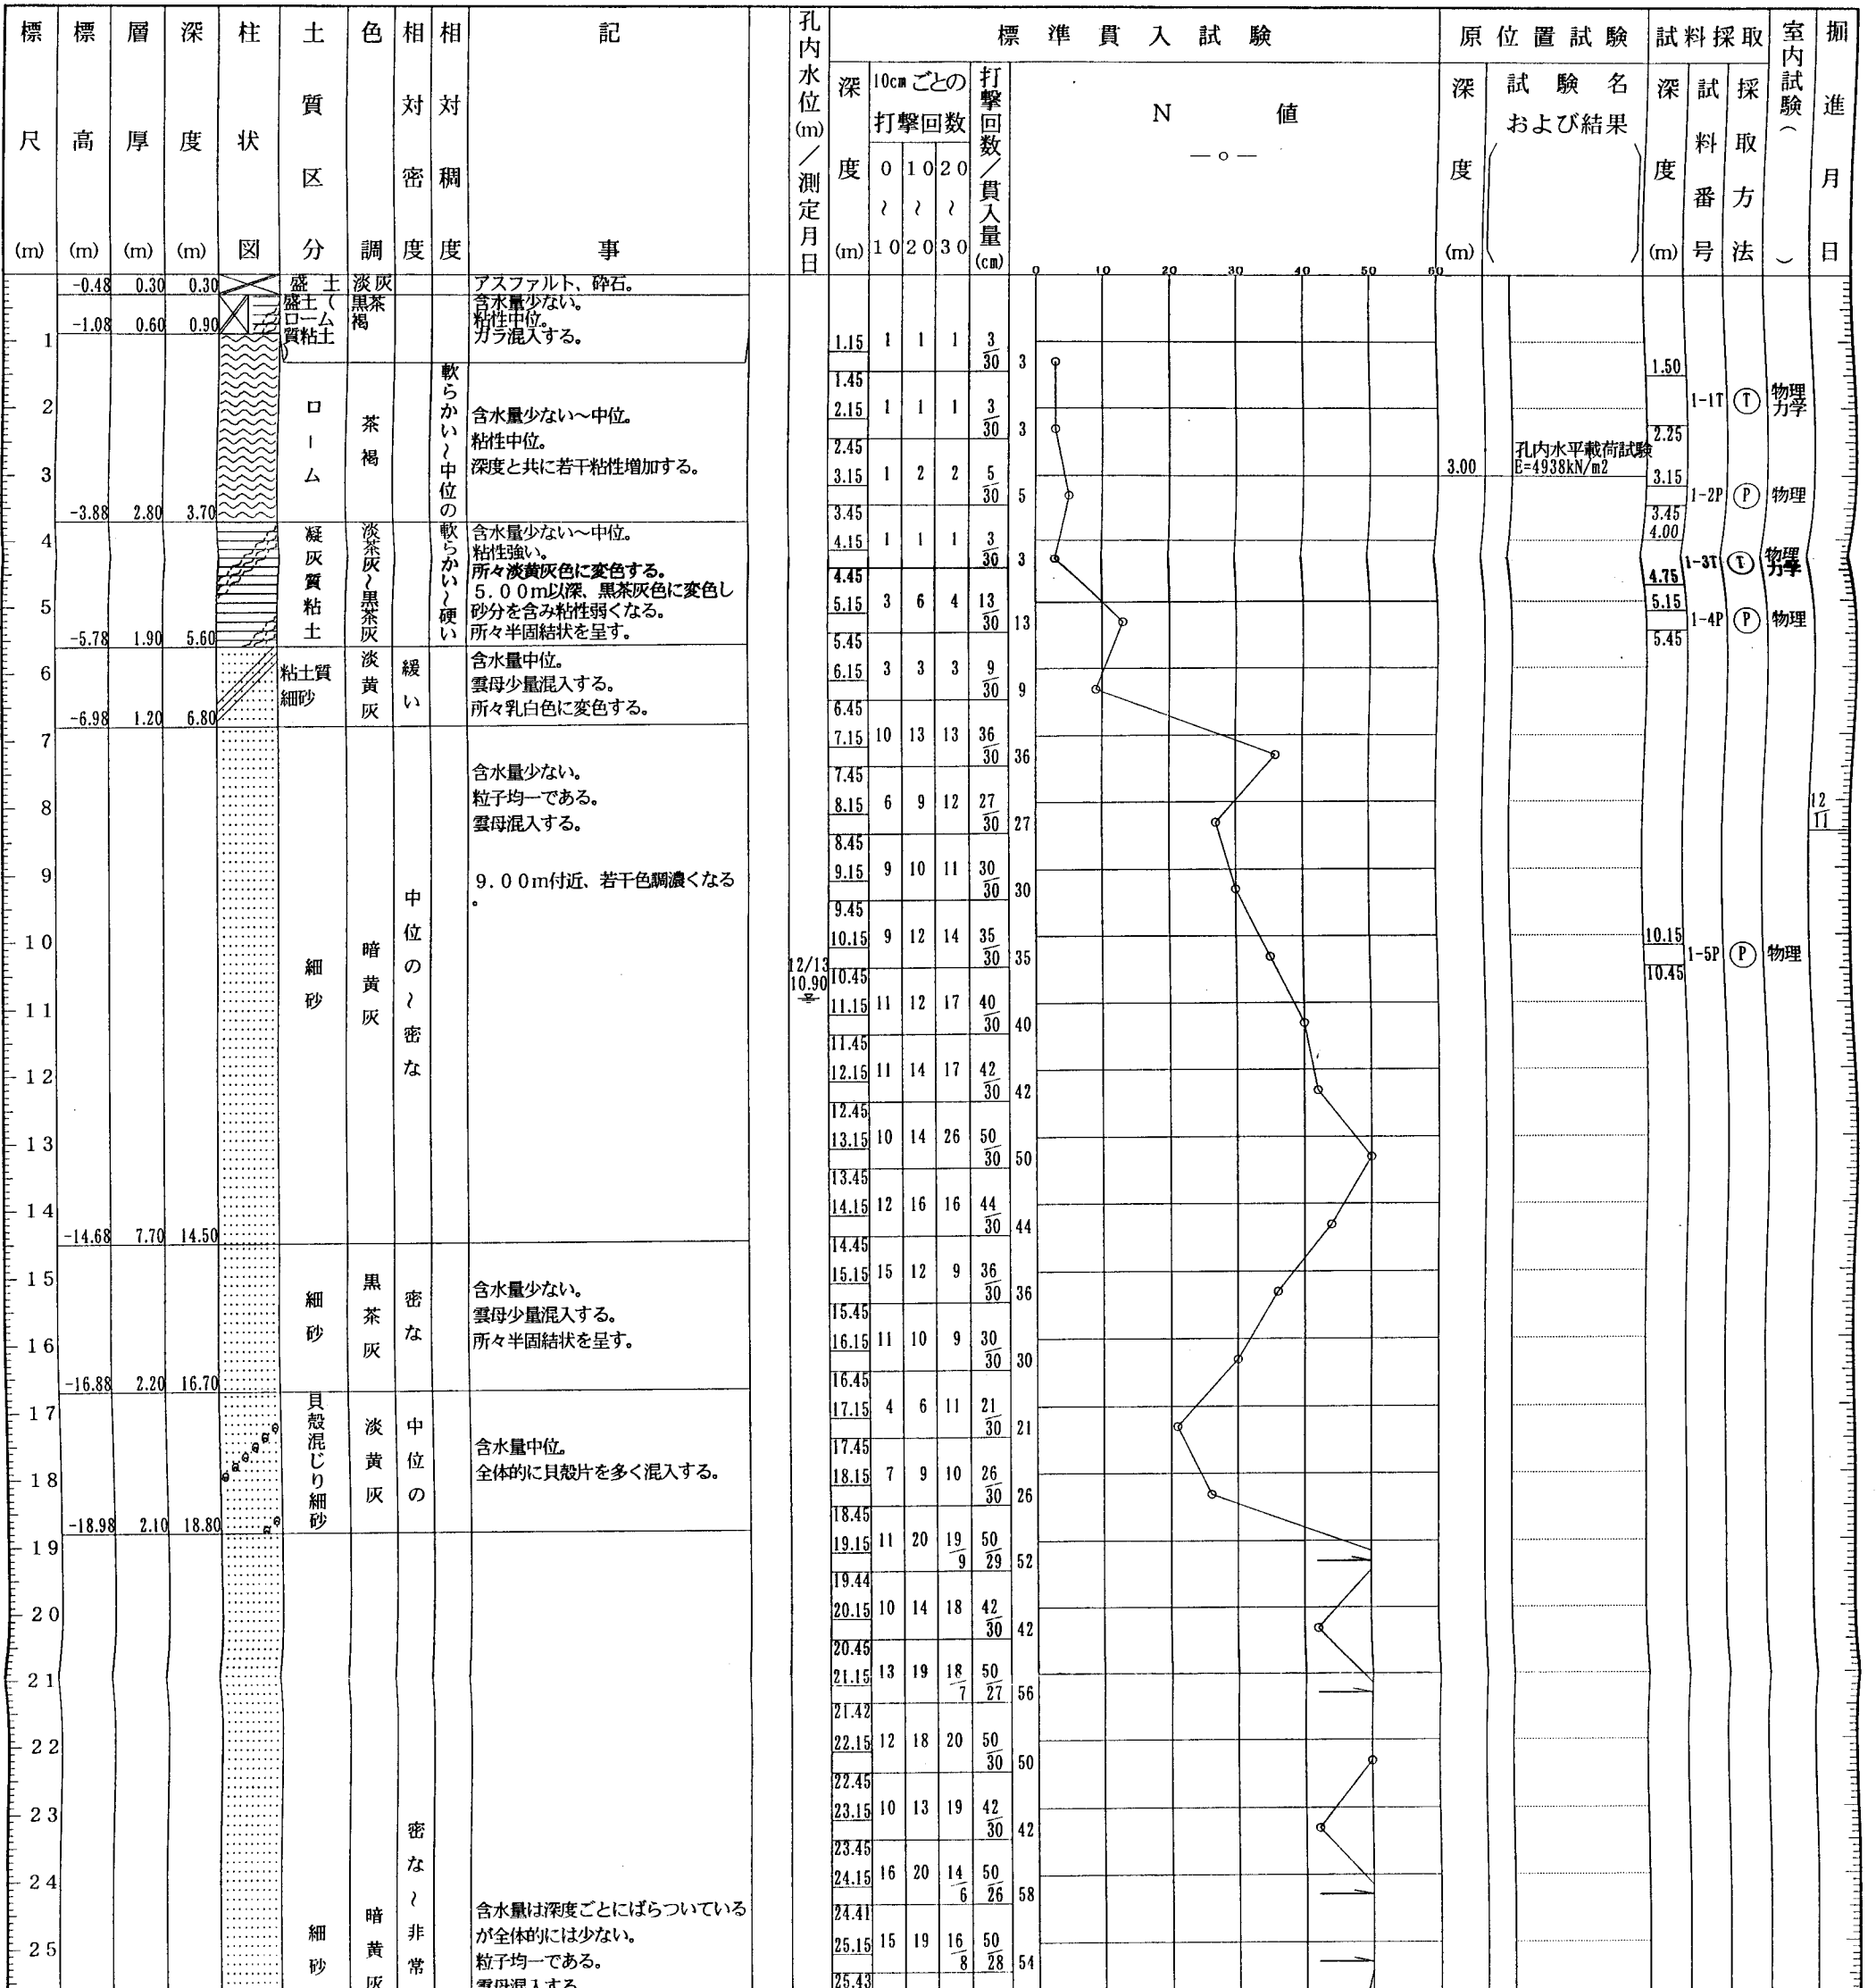 標尺(m) 標高(m) 層厚(m) 深度(m) 柱状図 土質区分 色調 相対密度 相対稠度 記事 孔内水位(m)/測定月日 標準貫入試験 原位置試験 試料採取 室内試験( ) 掘進月日
深度(m) 10cmごとの打撃回数 打撃回数/貫入量(cm) N 値 深度(m) 試験名および結果 深度(m) 試料番号 採取方法
0〜10 10〜20 20〜30 —o—
0 10 20 30 40 50 60
-0.48 0.30 0.30 盛土 淡灰 アスファルト、砕石。
-1.08 0.60 0.90 盛土(ローム質粘土) 黒茶褐 含水量少ない。
粘性中位。
ガラ混入する。
-3.88 2.80 3.70 ローム 茶褐 軟らかい〜中位の 含水量少ない〜中位。
粘性中位。
深度と共に若干粘性増加する。
-5.78 1.90 5.60 凝灰質粘土 淡茶灰〜黒茶灰 軟らかい〜硬い 含水量少ない〜中位。
粘性強い。
所々淡黄灰色に変色する。
5.00m以深、黒茶灰色に変色し
砂分を含み粘性弱くなる。
所々半固結状を呈す。
-6.98 1.20 6.80 粘土質細砂 淡黄灰 緩い 含水量中位。
雲母少量混入する。
所々乳白色に変色する。
-14.68 7.70 14.50 細砂 暗黄灰 中位の〜密な 含水量少ない。
粒子均一である。
雲母混入する。
9.00m付近、若干色調濃くなる
。
-16.88 2.20 16.70 細砂 黒茶灰 密な 含水量少ない。
雲母少量混入する。
所々半固結状を呈す。
-18.98 2.10 18.80 貝殻混じり細砂 淡黄灰 中位の 含水量中位。
全体的に貝殻片を多く混入する。
細砂 暗黄灰 密な〜非常 含水量は深度ごとにばらついている
が全体的には少ない。
粒子均一である。
雲母混入する
1
2
3
4
5
6
7
8
9
10
11
12
13
14
15
16
17
18
19
20
21
22
23
24
25
12/13
10.90
1.15 1 1 1 3/30 3
1.45
2.15 1 1 1 3/30 3
2.45
3.15 1 2 2 5/30 5
3.45
4.15 1 1 1 3/30 3
4.45
5.15 3 6 4 13/30 13
5.45
6.15 3 3 3 9/30 9
6.45
7.15 10 13 13 36/30 36
7.45
8.15 6 9 12 27/30 27
8.45
9.15 9 10 11 30/30 30
9.45
10.15 9 12 14 35/30 35
10.45
11.15 11 12 17 40/30 40
11.45
12.15 11 14 17 42/30 42
12.45
13.15 10 14 26 50/30 50
13.45
14.15 12 16 16 44/30 44
14.45
15.15 15 12 9 36/30 36
15.45
16.15 11 10 9 30/30 30
16.45
17.15 4 6 11 21/30 21
17.45
18.15 7 9 10 26/30 26
18.45
19.15 11 20 19/9 50/29 52
19.44
20.15 10 14 18 42/30 42
20.45
21.15 13 19 18/7 50/27 56
21.42
22.15 12 18 20 50/30 50
22.45
23.15 10 13 19 42/30 42
23.45
24.15 16 20 14/6 50/26 58
24.41
25.15 15 19 16/8 50/28 54
25.43
3.00 孔内水平載荷試験
E=4938kN/m2
1.50
1-1T T 物理 力学
2.25
3.15
1-2P P 物理
3.45
4.00
1-3T T 物理 力学
4.75
5.15
1-4P P 物理
5.45
10.15
1-5P P 物理
10.45
12/11